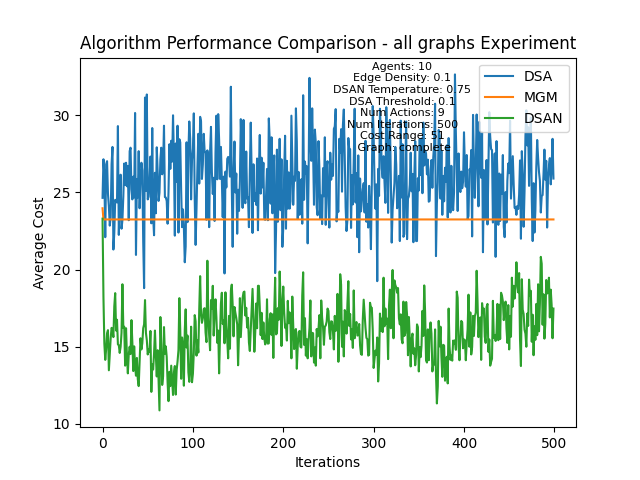 Algorithm Performance Comparison - all graphs Experiment
Agents: 10
Edge Density: 0.1
DSAN Temperature: 0.75
DSA Threshold: 0.1
Num Actions: 9
Num Iterations: 500
Cost Range: 51
Graph: complete
DSA
MGM
DSAN
Average Cost
30
25
20
15
10
0
100
200
300
400
500
Iterations